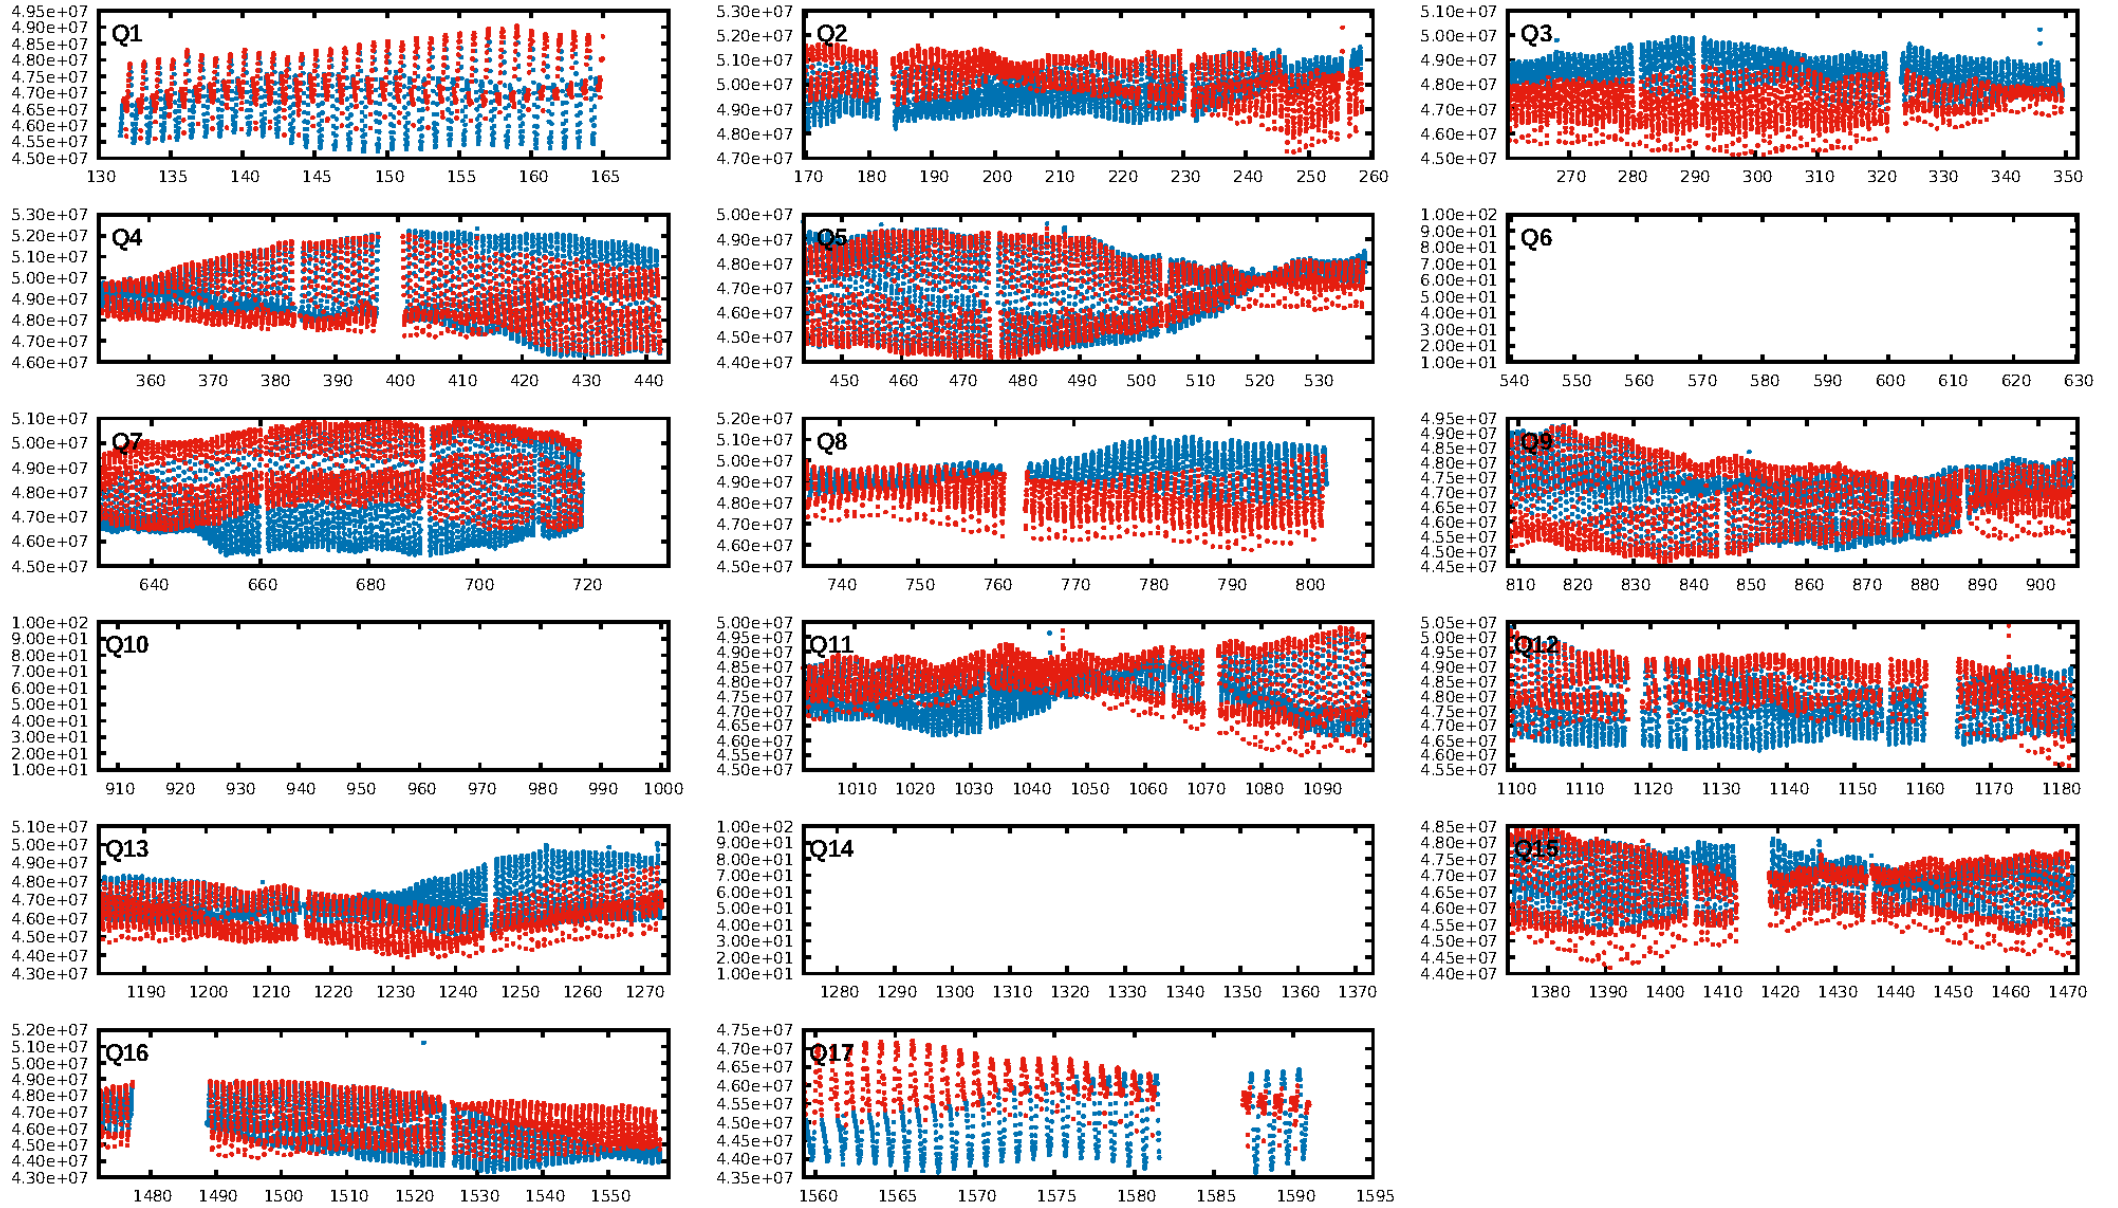 4.95e+07
4.90e+07
4.85e+07
4.80e+07
4.75e+07
4.70e+07
4.65e+07
4.60e+07
4.55e+07
4.50e+07
Q1
130 135 140 145 150 155 160 165
5.30e+07
5.20e+07
5.10e+07
5.00e+07
4.90e+07
4.80e+07
4.70e+07
Q2
170 180 190 200 210 220 230 240 250 260
5.10e+07
5.00e+07
4.90e+07
4.80e+07
4.70e+07
4.60e+07
4.50e+07
Q3
270 280 290 300 310 320 330 340 350
5.30e+07
5.20e+07
5.10e+07
5.00e+07
4.90e+07
4.80e+07
4.70e+07
4.60e+07
Q4
360 370 380 390 400 410 420 430 440
5.00e+07
4.90e+07
4.80e+07
4.70e+07
4.60e+07
4.50e+07
4.40e+07
Q5
450 460 470 480 490 500 510 520 530
1.00e+02
9.00e+01
8.00e+01
7.00e+01
6.00e+01
5.00e+01
4.00e+01
3.00e+01
2.00e+01
1.00e+01
Q6
540 550 560 570 580 590 600 610 620 630
5.10e+07
5.00e+07
4.90e+07
4.80e+07
4.70e+07
4.60e+07
4.50e+07
Q7
640 660 680 700 720
5.20e+07
5.10e+07
5.00e+07
4.90e+07
4.80e+07
4.70e+07
4.60e+07
4.50e+07
Q8
740 750 760 770 780 790 800
4.95e+07
4.90e+07
4.85e+07
4.80e+07
4.75e+07
4.70e+07
4.65e+07
4.60e+07
4.55e+07
4.50e+07
4.45e+07
Q9
810 820 830 840 850 860 870 880 890 900
1.00e+02
9.00e+01
8.00e+01
7.00e+01
6.00e+01
5.00e+01
4.00e+01
3.00e+01
2.00e+01
1.00e+01
Q10
910 920 930 940 950 960 970 980 990 1000
5.00e+07
4.95e+07
4.90e+07
4.85e+07
4.80e+07
4.75e+07
4.70e+07
4.65e+07
4.60e+07
4.55e+07
4.50e+07
Q11
1010 1020 1030 1040 1050 1060 1070 1080 1090
5.05e+07
5.00e+07
4.95e+07
4.90e+07
4.85e+07
4.80e+07
4.75e+07
4.70e+07
4.65e+07
4.60e+07
4.55e+07
Q12
1100 1110 1120 1130 1140 1150 1160 1170 1180
5.10e+07
5.00e+07
4.90e+07
4.80e+07
4.70e+07
4.60e+07
4.50e+07
4.40e+07
4.30e+07
Q13
1190 1200 1210 1220 1230 1240 1250 1260 1270
1.00e+02
9.00e+01
8.00e+01
7.00e+01
6.00e+01
5.00e+01
4.00e+01
3.00e+01
2.00e+01
1.00e+01
Q14
1280 1290 1300 1310 1320 1330 1340 1350 1360 1370
4.85e+07
4.80e+07
4.75e+07
4.70e+07
4.65e+07
4.60e+07
4.55e+07
4.50e+07
4.45e+07
4.40e+07
Q15
1380 1390 1400 1410 1420 1430 1440 1450 1460 1470
5.20e+07
5.10e+07
5.00e+07
4.90e+07
4.80e+07
4.70e+07
4.60e+07
4.50e+07
4.40e+07
4.30e+07
Q16
1480 1490 1500 1510 1520 1530 1540 1550
4.75e+07
4.70e+07
4.65e+07
4.60e+07
4.55e+07
4.50e+07
4.45e+07
4.40e+07
4.35e+07
Q17
1560 1565 1570 1575 1580 1585 1590 1595